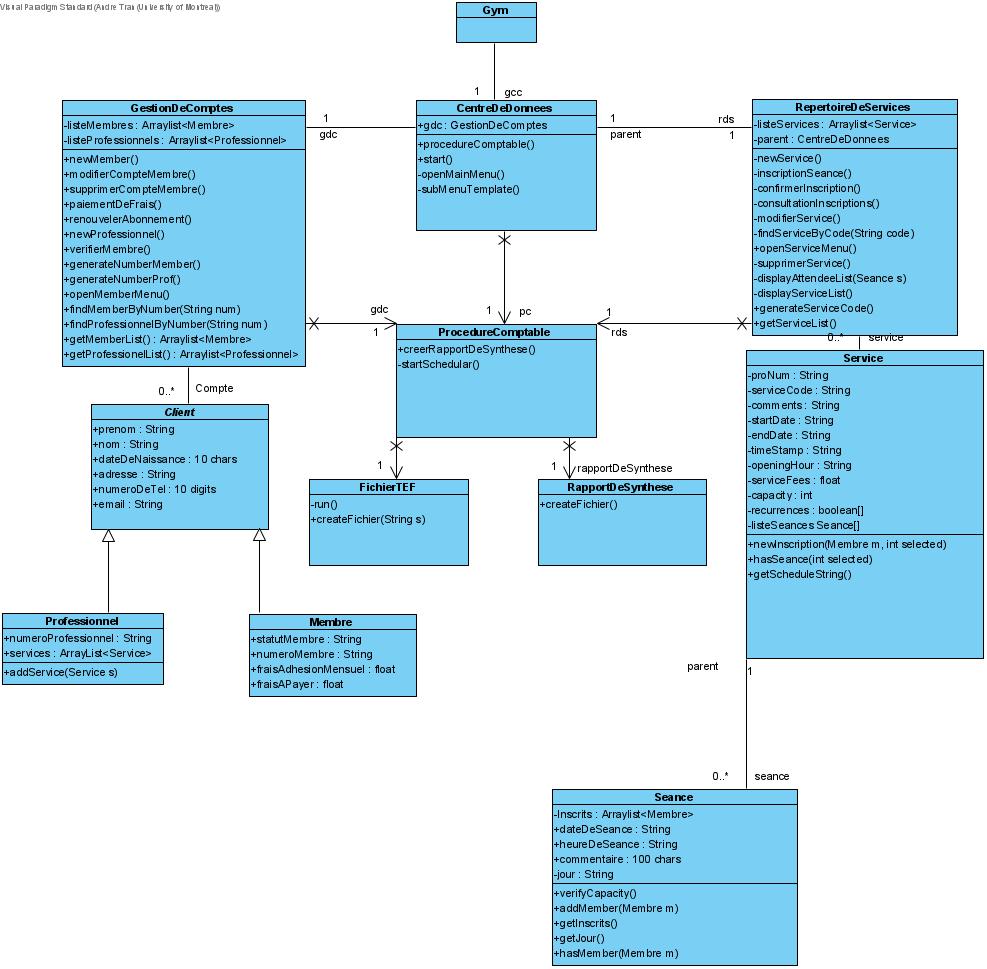 Visual Paradigm Standard (Andre Tran (University of Montreal))
Gym
1 gcc
GestionDeComptes
-listeMembres : Arraylist<Membre>
-listeProfessionnels : Arraylist<Professionnel>
+newMember()
+modifierCompteMembre()
+supprimerCompteMembre()
+paiementDeFrais()
+renouvelerAbonnement()
+newProfessionnel()
+verifierMembre()
+generateNumberMember()
+generateNumberProf()
+openMemberMenu()
+findMemberByNumber(String num)
+findProfessionnelByNumber(String num)
+getMemberList() : Arraylist<Membre>
+getProfessionelList() : Arraylist<Professionnel>
1
gdc
CentreDeDonnees
+gdc : GestionDeComptes
+procedureComptable()
+start()
-openMainMenu()
-subMenuTemplate()
1
parent
rds
1
RepertoireDeServices
-listeServices : Arraylist<Service>
-parent : CentreDeDonnees
-newService()
-inscriptionSeance()
-confirmerInscription()
-consultationInscriptions()
-modifierService()
-findServiceByCode(String code)
+openServiceMenu()
-supprimerService()
-displayAttendeeList(Seance s)
-displayServiceList()
+generateServiceCode()
+getServiceList()
gdc
1
1 pc
1
rds
ProcedureComptable
+creerRapportDeSynthese()
-startSchedular()
0..* service
Service
-proNum : String
-serviceCode : String
-comments : String
-startDate : String
-endDate : String
-timeStamp : String
-openingHour : String
-serviceFees : float
-capacity : int
-recurrences : boolean[]
-listeSeances Seance[]
+newInscription(Membre m, int selected)
+hasSeance(int selected)
+getScheduleString()
0..* Compte
Client
+prenom : String
+nom : String
+dateDeNaissance : 10 chars
+adresse : String
+numeroDeTel : 10 digits
+email : String
1
1 rapportDeSynthese
FichierTEF
-run()
+createFichier(String s)
RapportDeSynthese
+createFichier()
Professionnel
+numeroProfessionnel : String
+services : ArrayList<Service>
+addService(Service s)
Membre
+statutMembre : String
+numeroMembre : String
+fraisAdhesionMensuel : float
+fraisAPayer : float
parent 1
0..* seance
Seance
-Inscrits : Arraylist<Membre>
+dateDeSeance : String
+heureDeSeance : String
+commentaire : 100 chars
-jour : String
+verifyCapacity()
+addMember(Membre m)
+getInscrits()
+getJour()
+hasMember(Membre m)